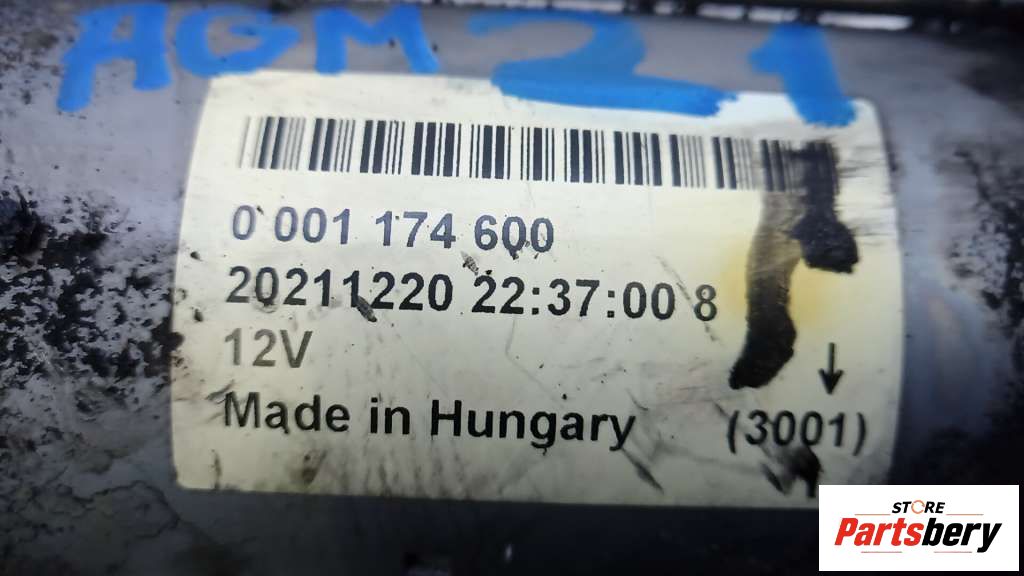 AGM 21
0 001 174 600
20211220 22:37:00 8
12V
Made in Hungary (3001)
STORE
Partsbery